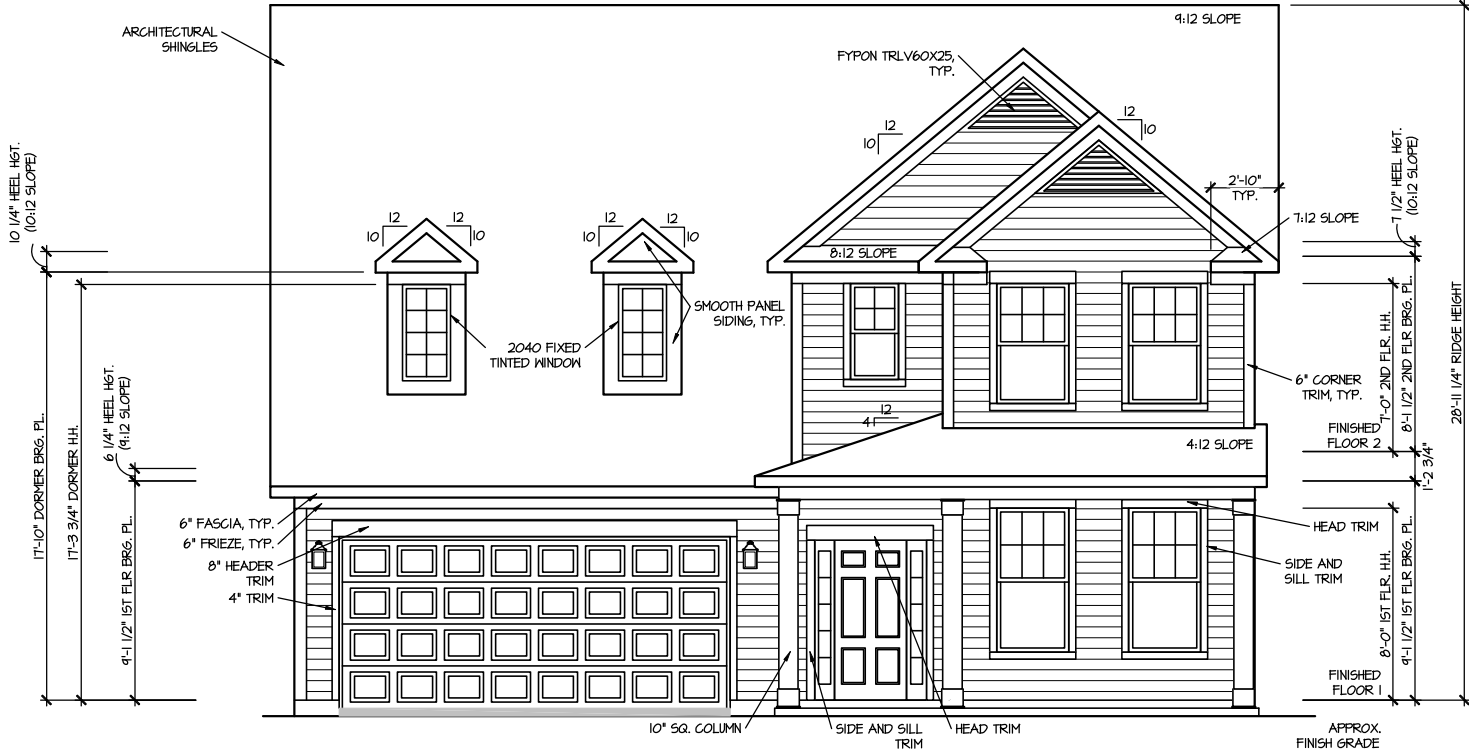 9:12 SLOPE
ARCHITECTURAL
SHINGLES
FYPON TRLV60X25,
TYP.
12
10
12
10
2'-10"
TYP.
7:12 SLOPE
10 1/4" HEEL HGT.
(10:12 SLOPE)
7 1/2" HEEL HGT.
(10:12 SLOPE)
12
10
12
10
12
10
12
10
8:12 SLOPE
SMOOTH PANEL
SIDING, TYP.
2040 FIXED
TINTED WINDOW
6" CORNER
TRIM, TYP.
28'-11 1/4" RIDGE HEIGHT
7'-0" 2ND FLR. H.H.
8'-1 1/2" 2ND FLR BRG. PL.
6 1/4" HEEL HGT.
(9:12 SLOPE)
12
4
FINISHED
FLOOR 2
4:12 SLOPE
1'-2 3/4"
17'-10" DORMER BRG. PL.
17'-3 3/4" DORMER H.H.
9'-1 1/2" 1ST FLR BRG. PL.
6" FASCIA, TYP.
6" FRIEZE, TYP.
8" HEADER
TRIM
4" TRIM
HEAD TRIM
SIDE AND
SILL TRIM
8'-0" 1ST FLR. H.H.
9'-1 1/2" 1ST FLR BRG. PL.
FINISHED
FLOOR 1
10" SQ. COLUMN
SIDE AND SILL
TRIM
HEAD TRIM
APPROX.
FINISH GRADE